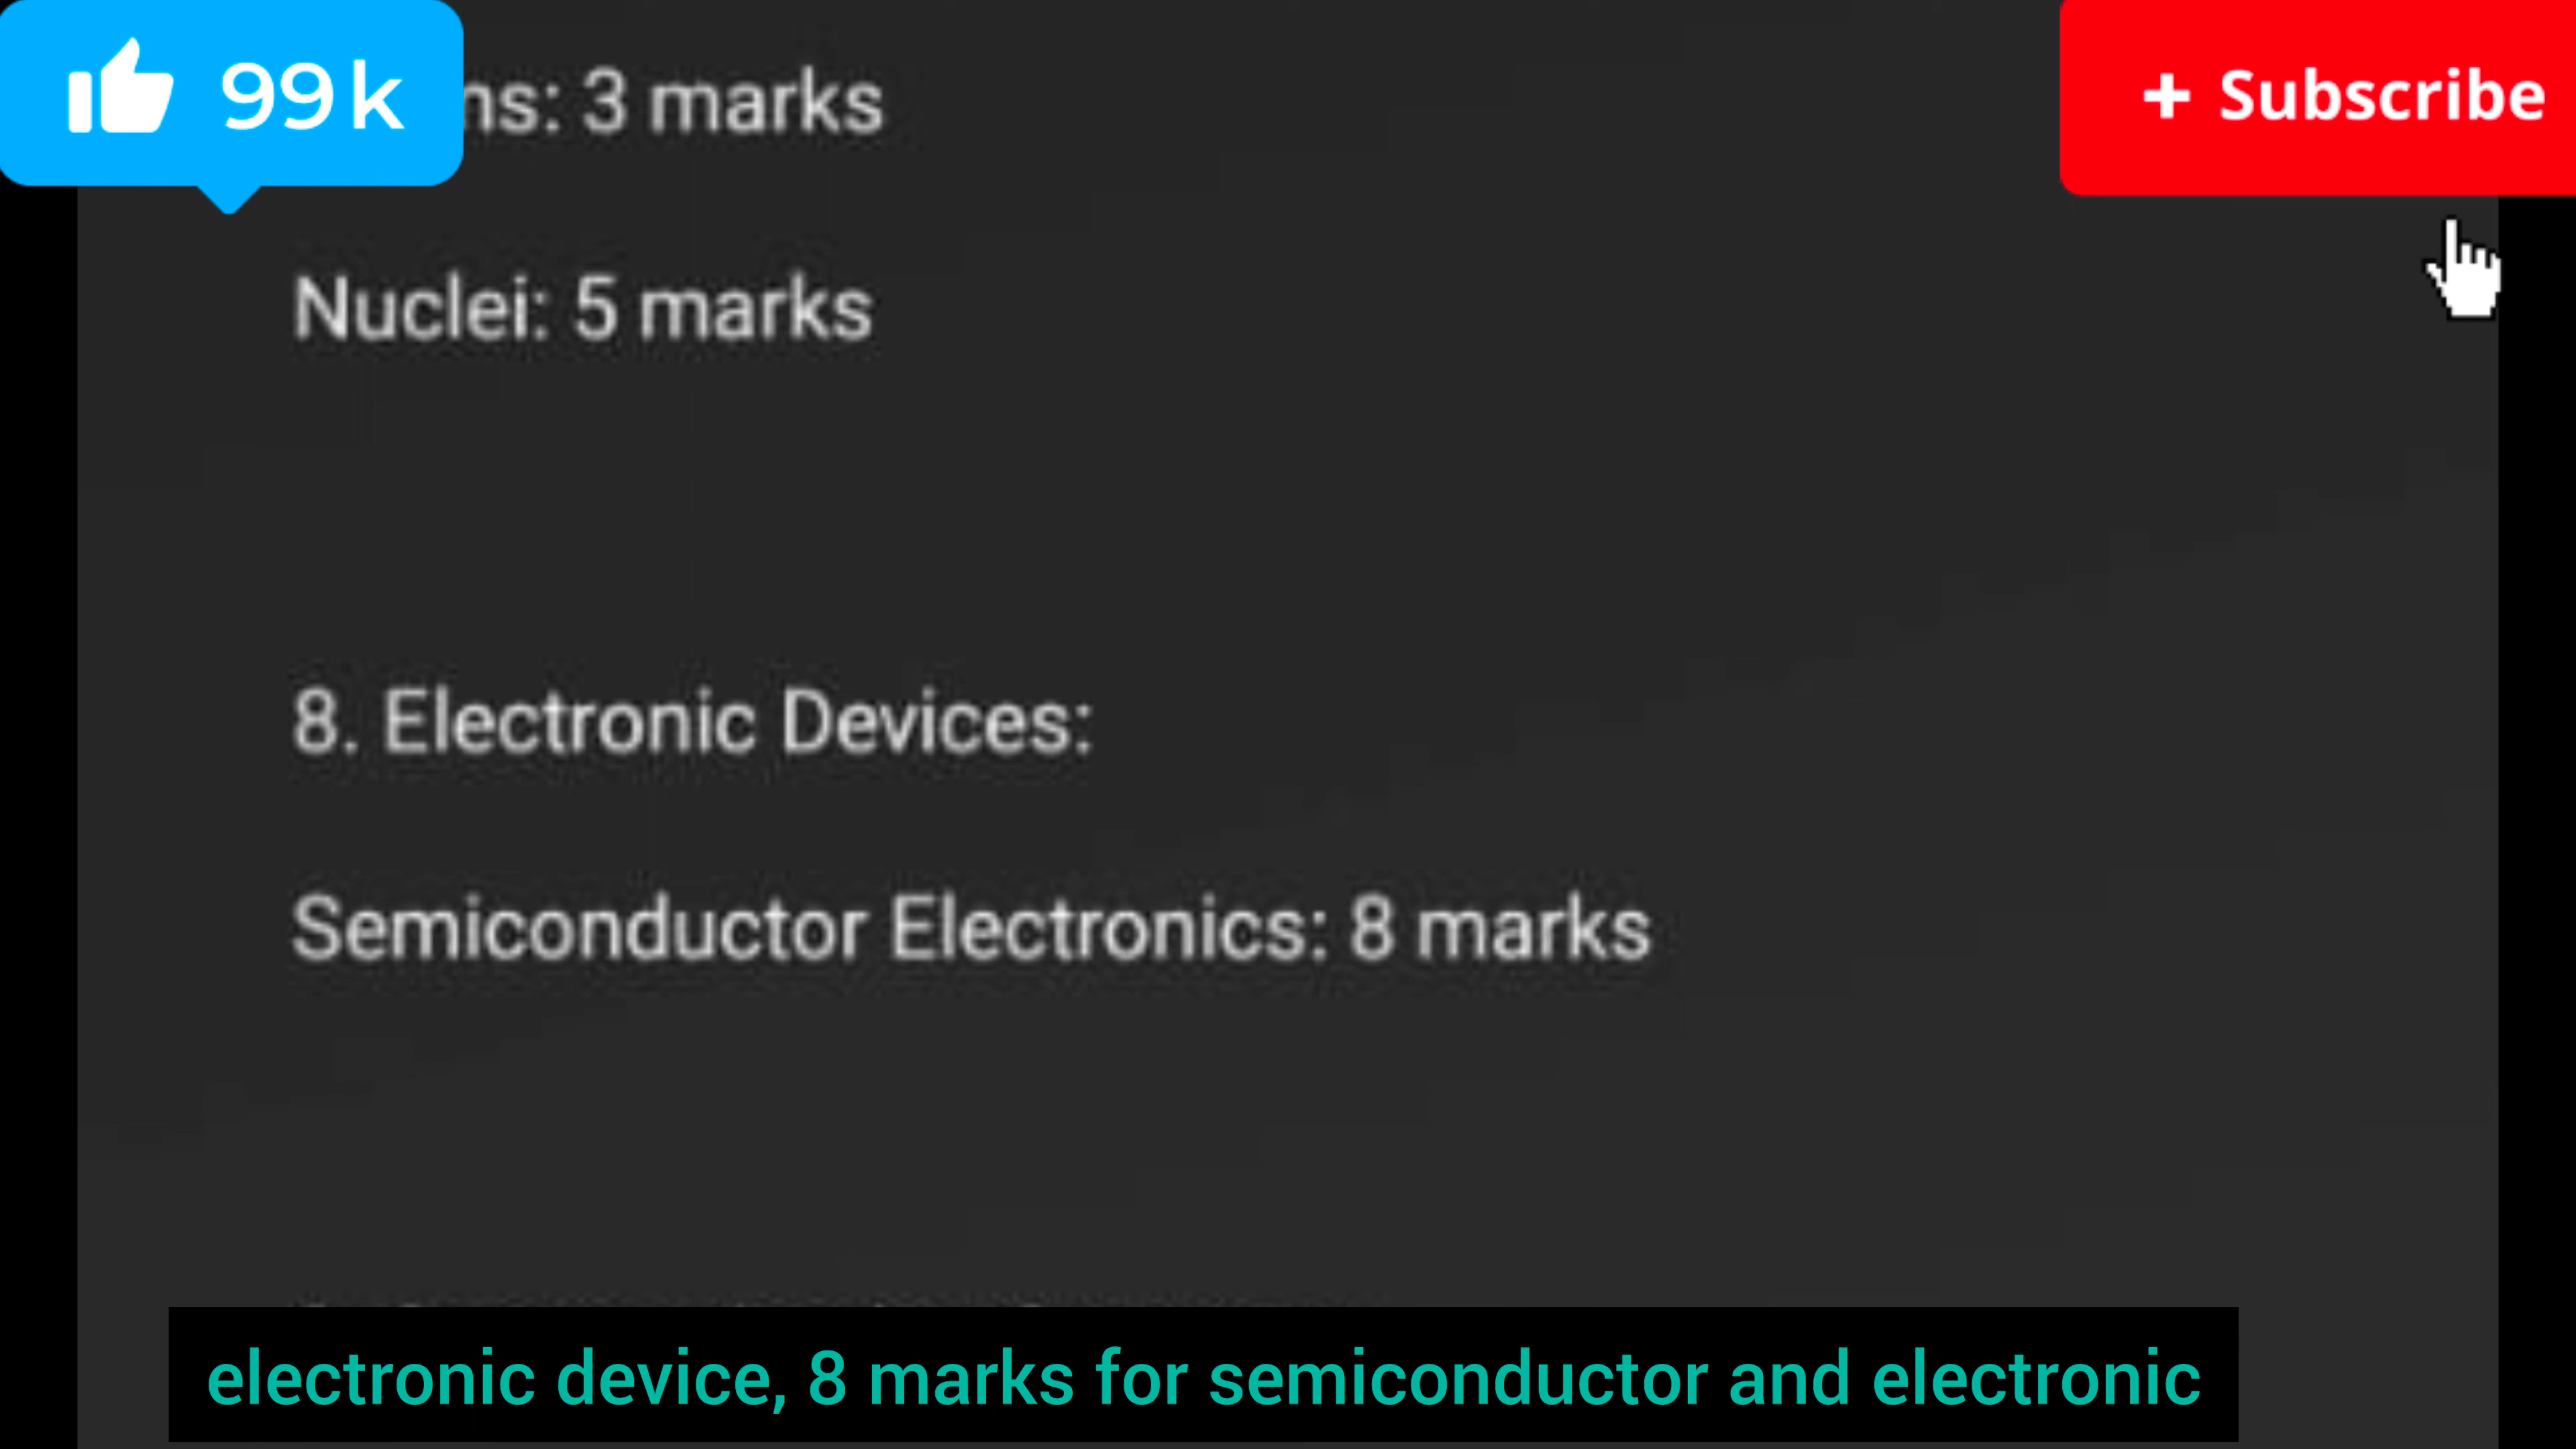 99k
ns: 3 marks
+ Subscribe
Nuclei: 5 marks
8. Electronic Devices:
Semiconductor Electronics: 8 marks
electronic device, 8 marks for semiconductor and electronic